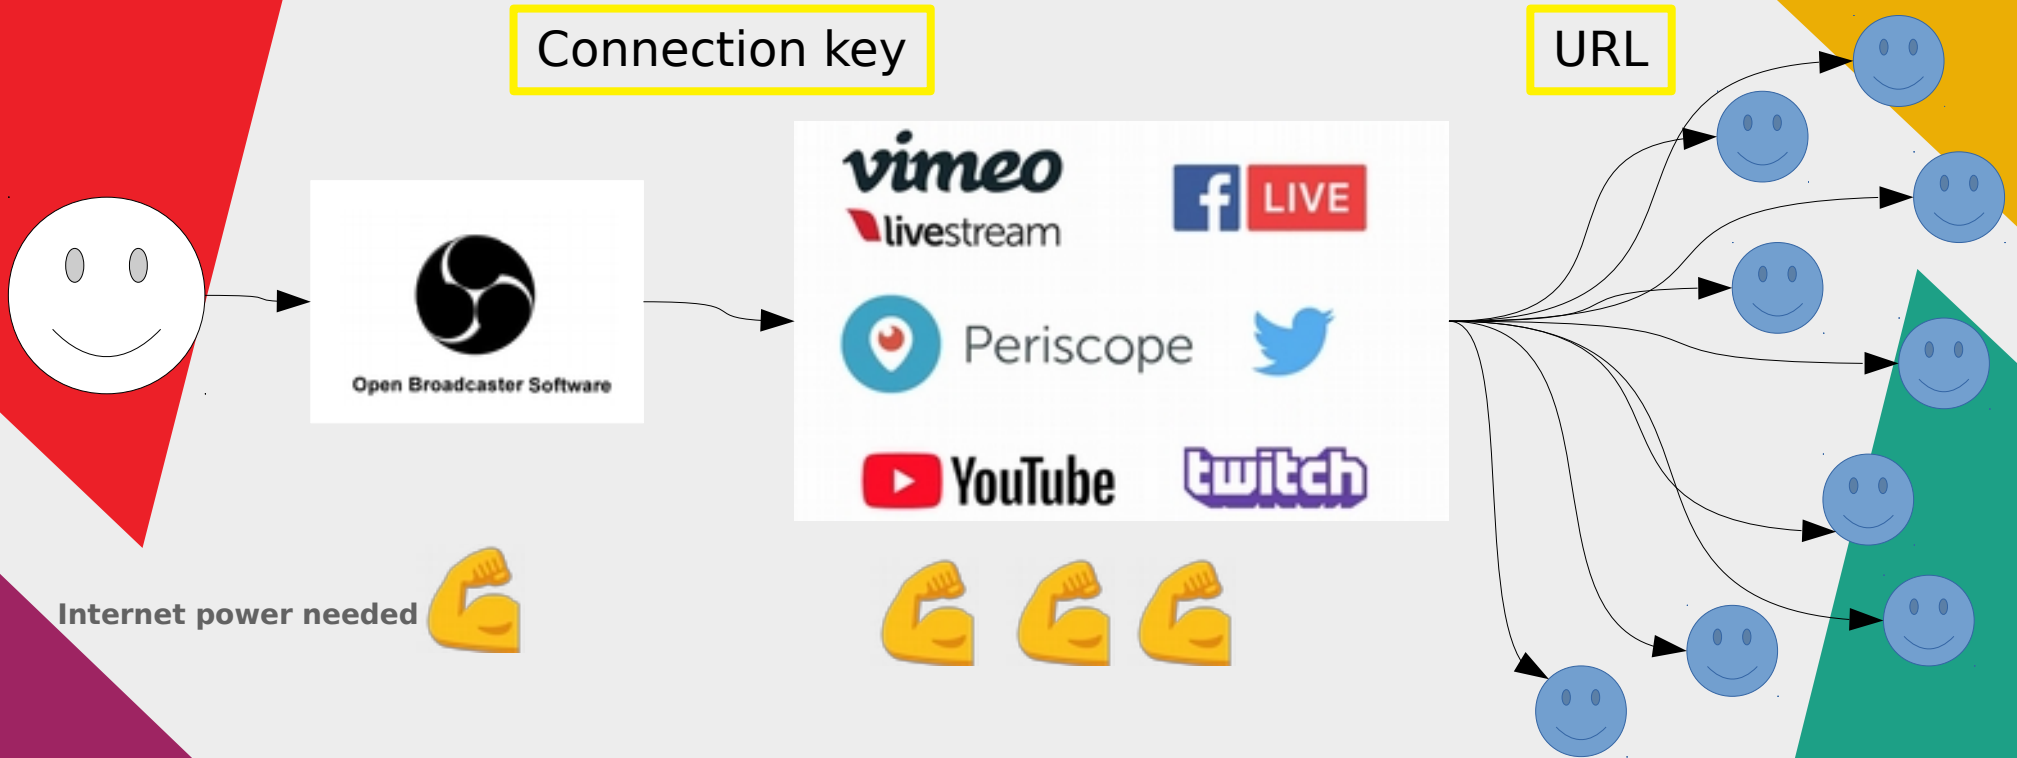 Connection key
URL
vimeo
livestream
f LIVE
Open Broadcaster Software
Periscope
YouTube
twitch
Internet power needed